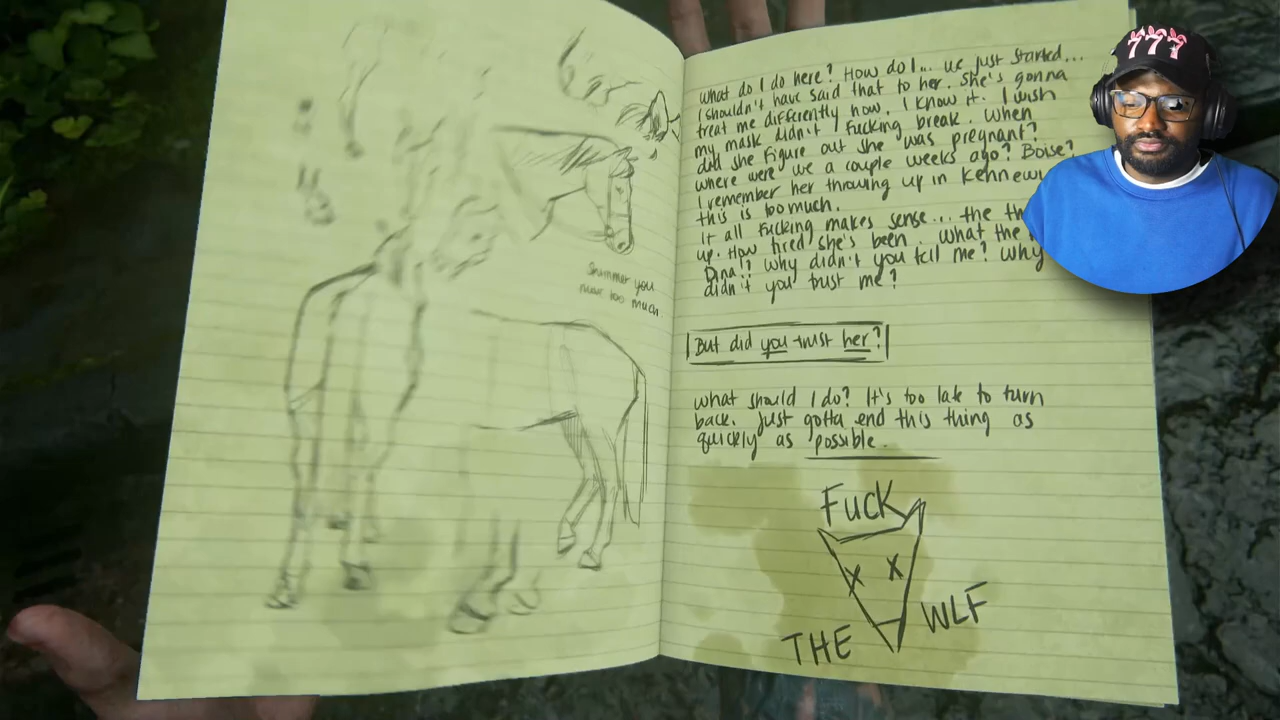 777
Shimmer you
move too much
What do I do here? How do I... we just started...
I shouldn't have said that to her. She's gonna
treat me differently now. I know it. I wish
my mask didn't fucking break. When
did she figure out she was pregnant?
Where were we a couple weeks ago? Boise?
I remember her throwing up in
this is too much.
It all fucking makes sense... the
up. How tired she's been. What the
Dina!? Why didn't you tell me? Why
didn't you trust me?
But did you trust her?
What should I do? It's too late to turn
back. Just gotta end this thing as
quickly as possible.
Fuck
THE WLF